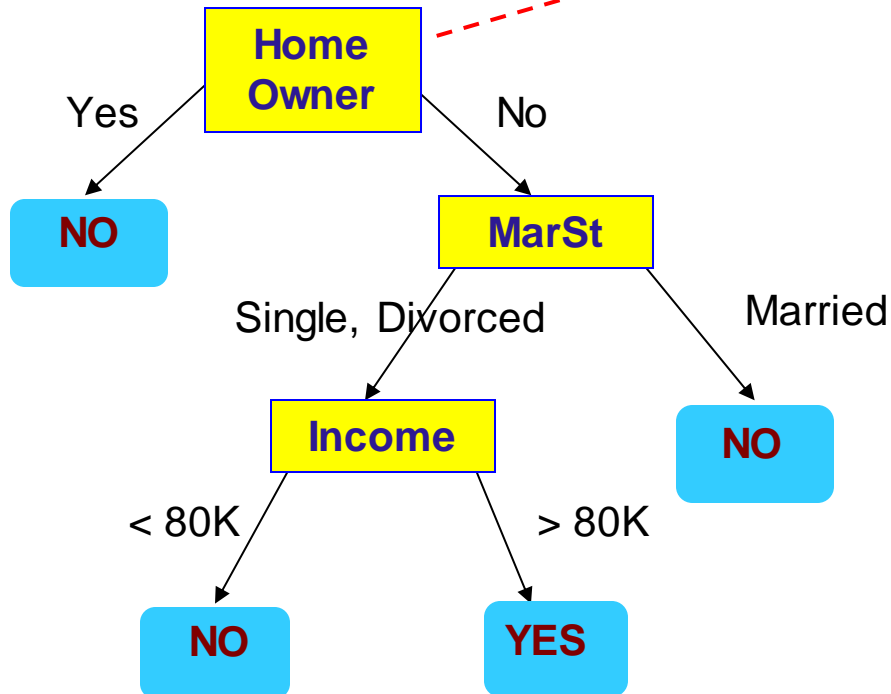 Home
Owner
Yes
No
NO
MarSt
Single, Divorced
Married
Income
NO
< 80K
> 80K
NO
YES